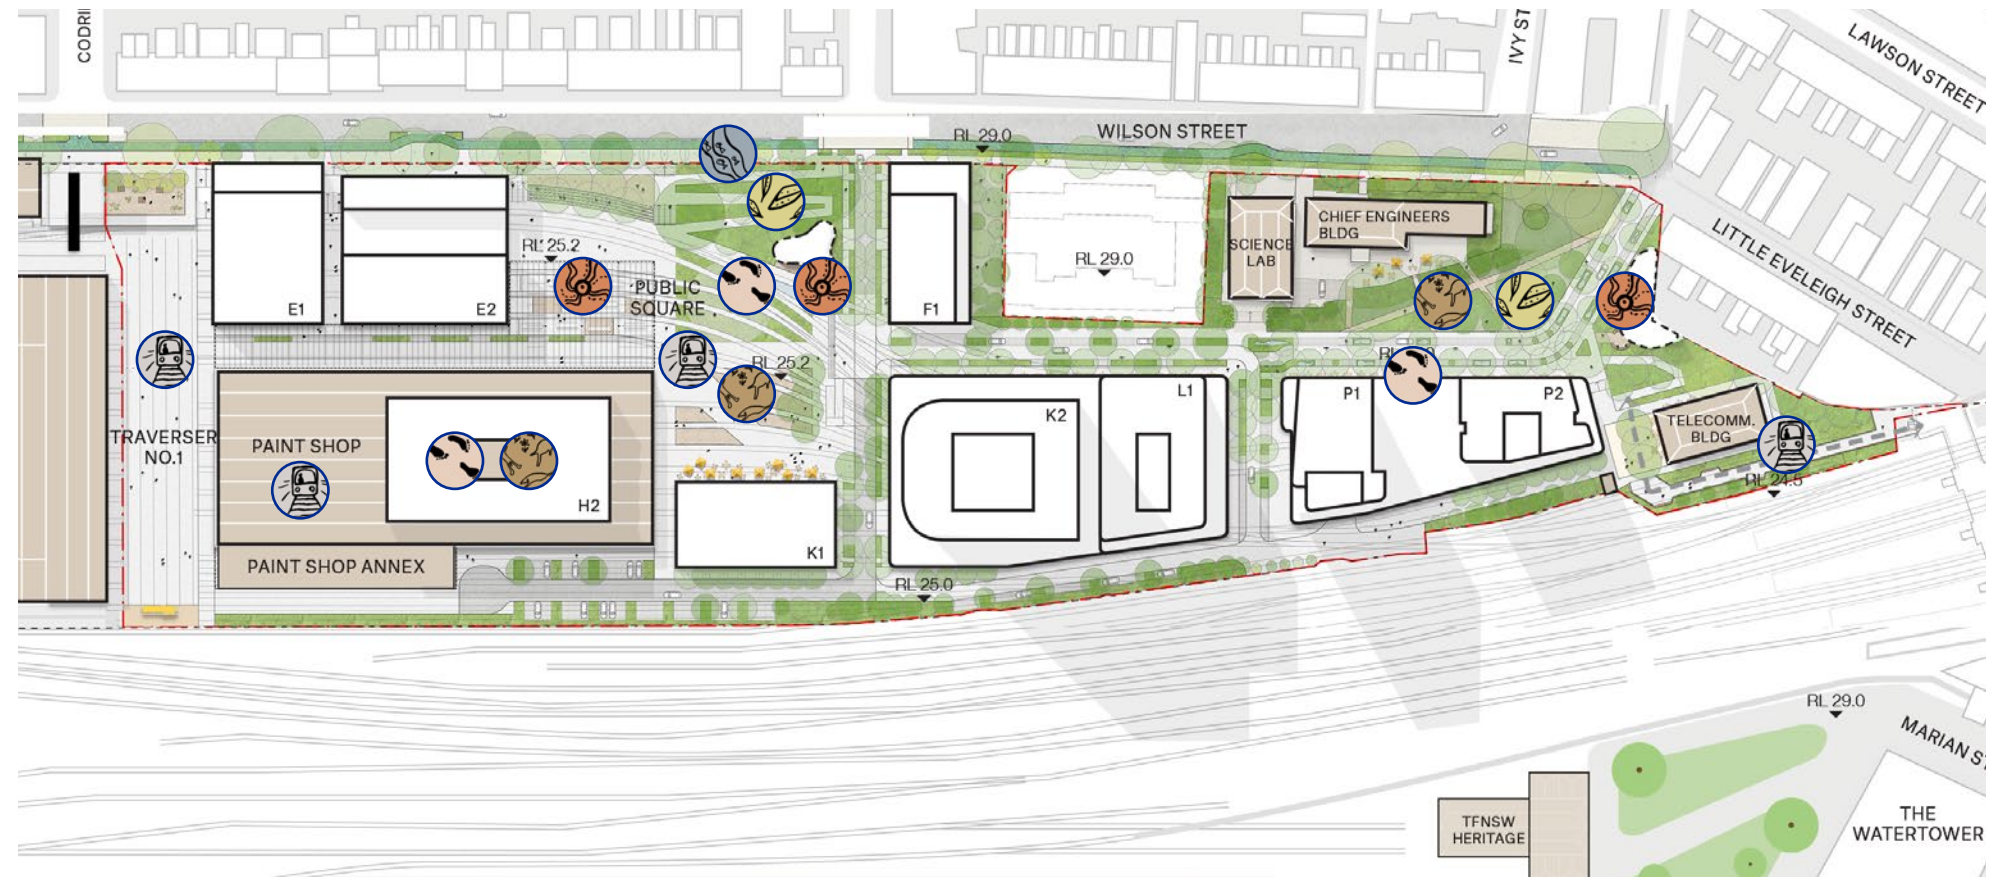 LAWSON STREET
IVY ST
WILSON STREET
RL 29.0
CHIEF ENGINEERS
BLDG
SCIENCE
LAB
LITTLE EVELEIGH STREET
RL 25.2
RL 29.0
PUBLIC
SQUARE
E1
E2
F1
RL 25.2
L1
P1
P2
K2
TRAVERSER
NO.1
PAINT SHOP
TELECOMM.
BLDG
RL 24.5
H2
K1
PAINT SHOP ANNEX
RL 25.0
RL 29.0
MARIAN S
TFNSW
HERITAGE
THE
WATERTOWER